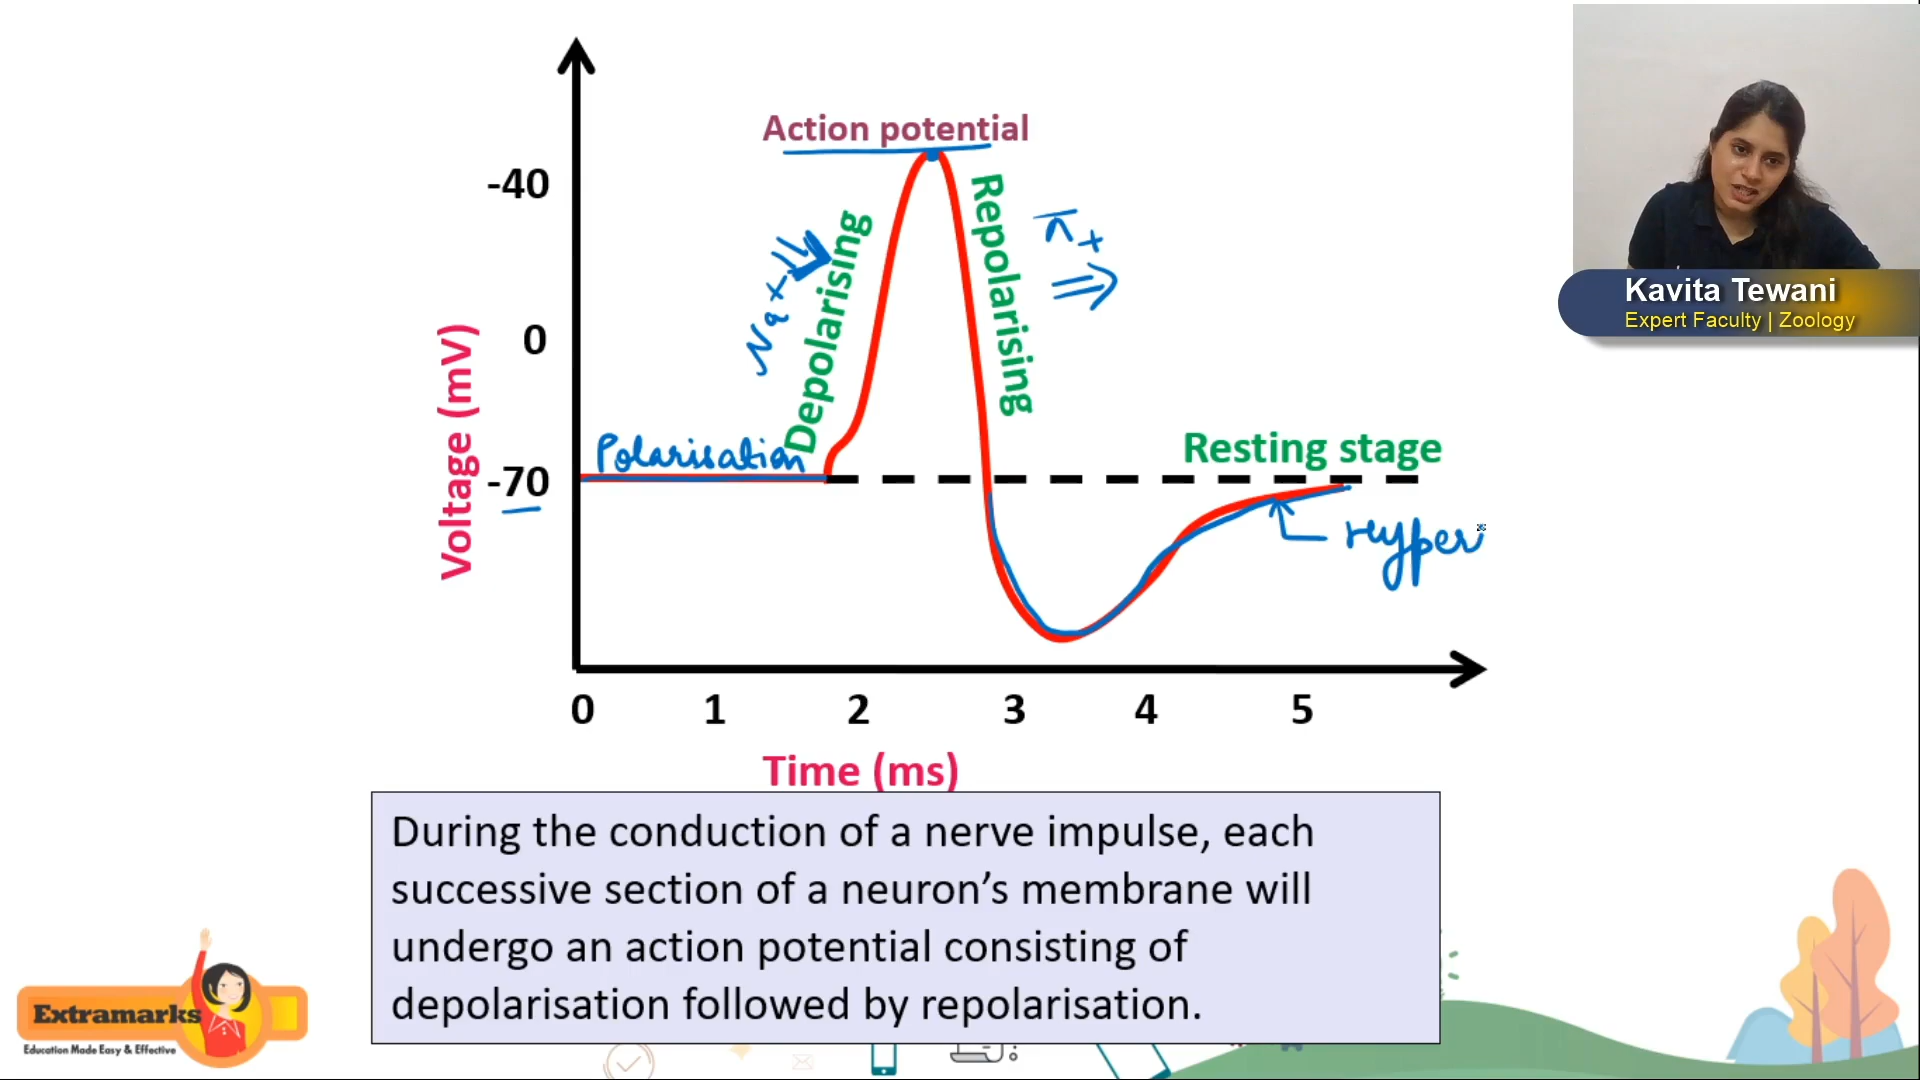 Action potential
-40
0
-70
Voltage (mV)
Polarisation
Na+
Depolarising
Repolarising
K+
Resting stage
Hyper
0 1 2 3 4 5
Time (ms)
During the conduction of a nerve impulse, each
successive section of a neuron’s membrane will
undergo an action potential consisting of
depolarisation followed by repolarisation.
Kavita Tewani
Expert Faculty | Zoology
Extramarks
Education Made Easy & Effective